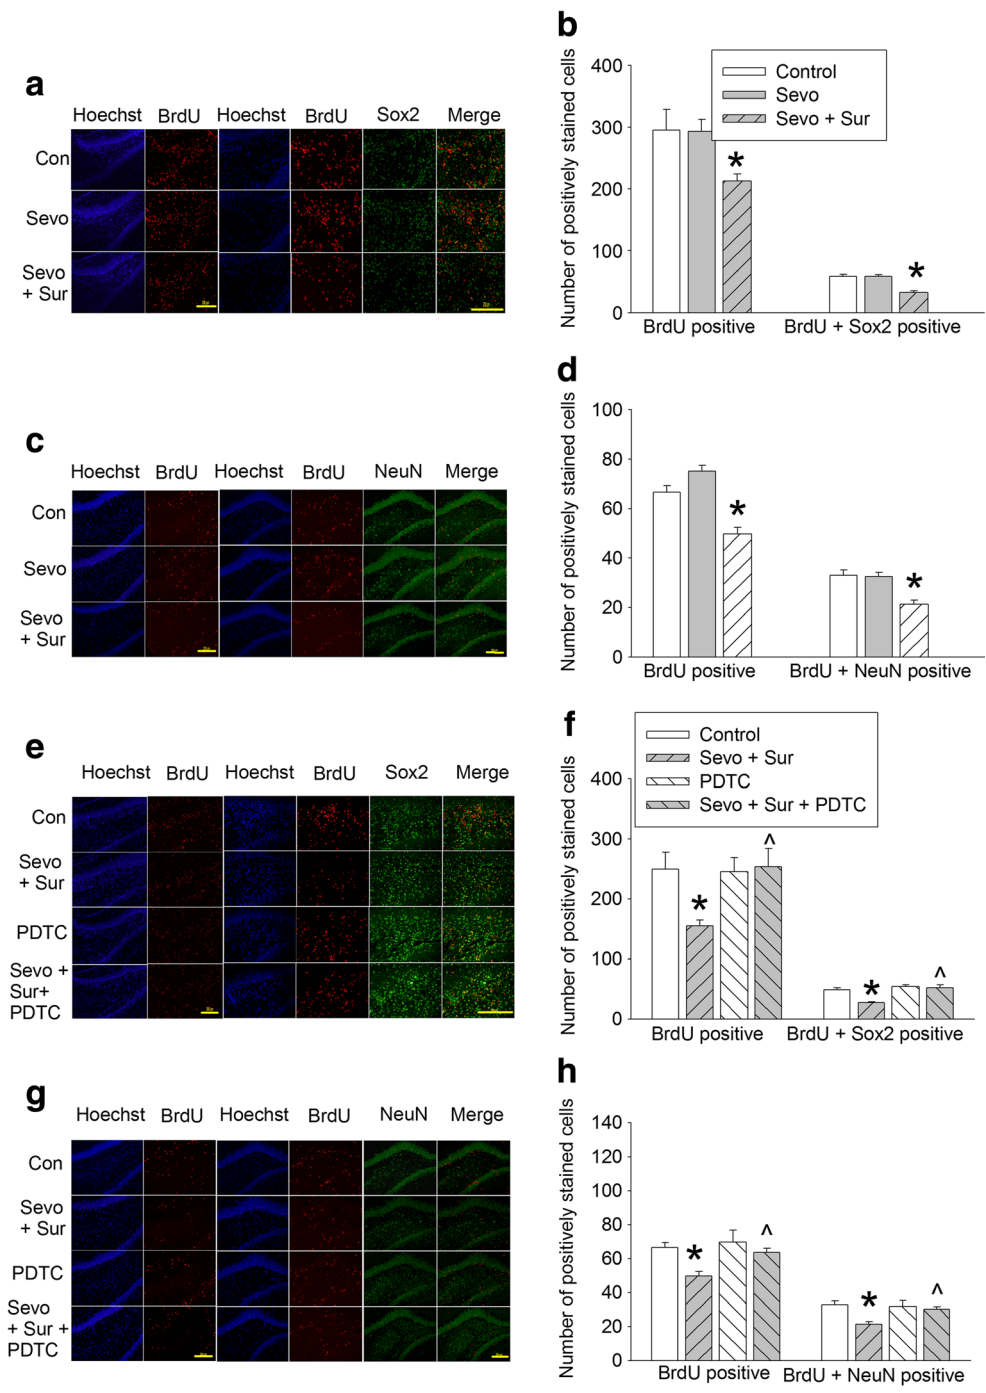 a
Hoechst BrdU Hoechst BrdU Sox2 Merge
Con
Sevo
Sevo
+ Sur
b
Number of positively stained cells
400
300
200
100
0
Control
Sevo
Sevo + Sur
*
*
BrdU positive BrdU + Sox2 positive
c
Hoechst BrdU Hoechst BrdU NeuN Merge
Con
Sevo
Sevo
+ Sur
d
Number of positively stained cells
100
80
60
40
20
0
*
*
BrdU positive BrdU + NeuN positive
e
Hoechst BrdU Hoechst BrdU Sox2 Merge
Con
Sevo
+ Sur
PDTC
Sevo +
Sur+
PDTC
f
Number of positively stained cells
400
300
200
100
0
Control
Sevo + Sur
PDTC
Sevo + Sur + PDTC
* ^
* ^
BrdU positive BrdU + Sox2 positive
g
Hoechst BrdU Hoechst BrdU NeuN Merge
Con
Sevo
+ Sur
PDTC
Sevo
+ Sur +
PDTC
h
Number of positively stained cells
140
120
100
80
60
40
20
0
* ^
* ^
BrdU positive BrdU + NeuN positive